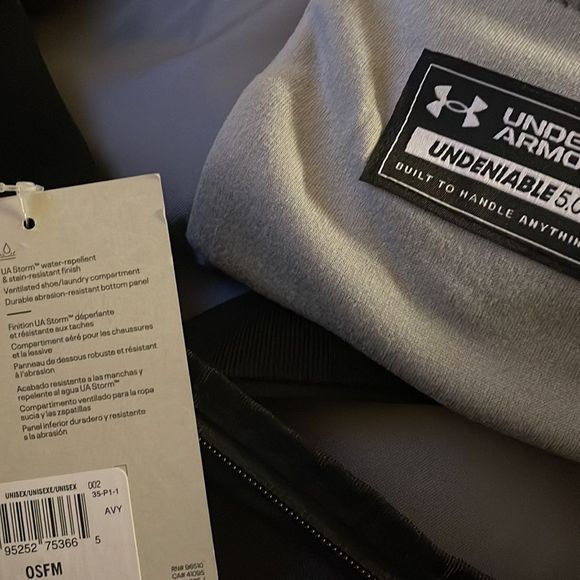 UNDE
ARMO
UNDENIABLE 5.0
BUILT TO HANDLE ANYTHIN
UA Storm™ water-repellent
& stain-resistant finish
Ventilated shoe/laundry compartment
Durable abrasion-resistant bottom panel
Finition UA Storm™ déperlante
et résistante aux taches
Compartiment aéré pour les chaussures
et la lessive
Panneau de dessous robuste et résistant
à l'abrasion
Acabado resistente a las manchas y
repelente al agua UA Storm™
Compartimento ventilado para la ropa
sucia y las zapatillas
Panel inferior duradero y resistente
a la abrasión
UNISEX/UNISEXE/UNISEX 002
35-P1-1
AVY
95252 75366 5
OSFM
RN# 96510
CA# 41095